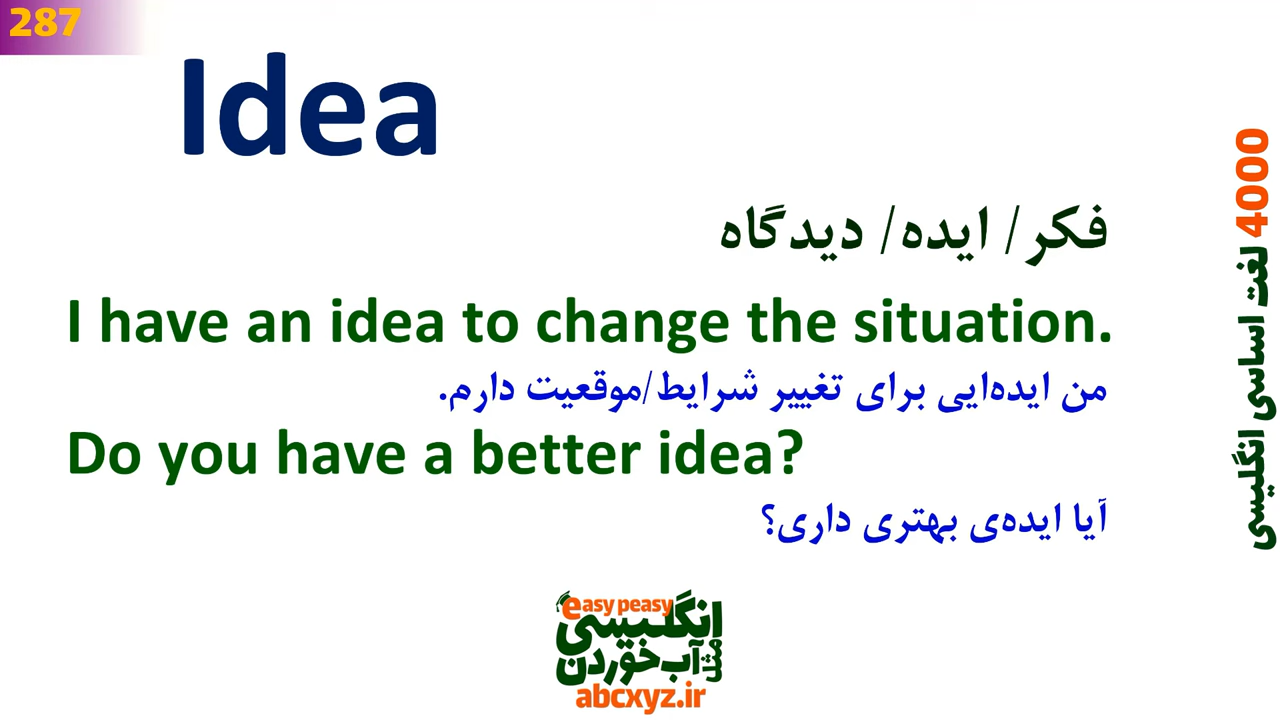 287
Idea
فکر/ ایده/ دیدگاه
I have an idea to change the situation.
من ایده‌ایی برای تغییر شرایط/موقعیت دارم.
Do you have a better idea?
آیا ایده‌ی بهتری داری؟
4000 لغت اساسی انگلیسی
easy peasy
انگلیسی
مثل آب خوردن
abcxyz.ir